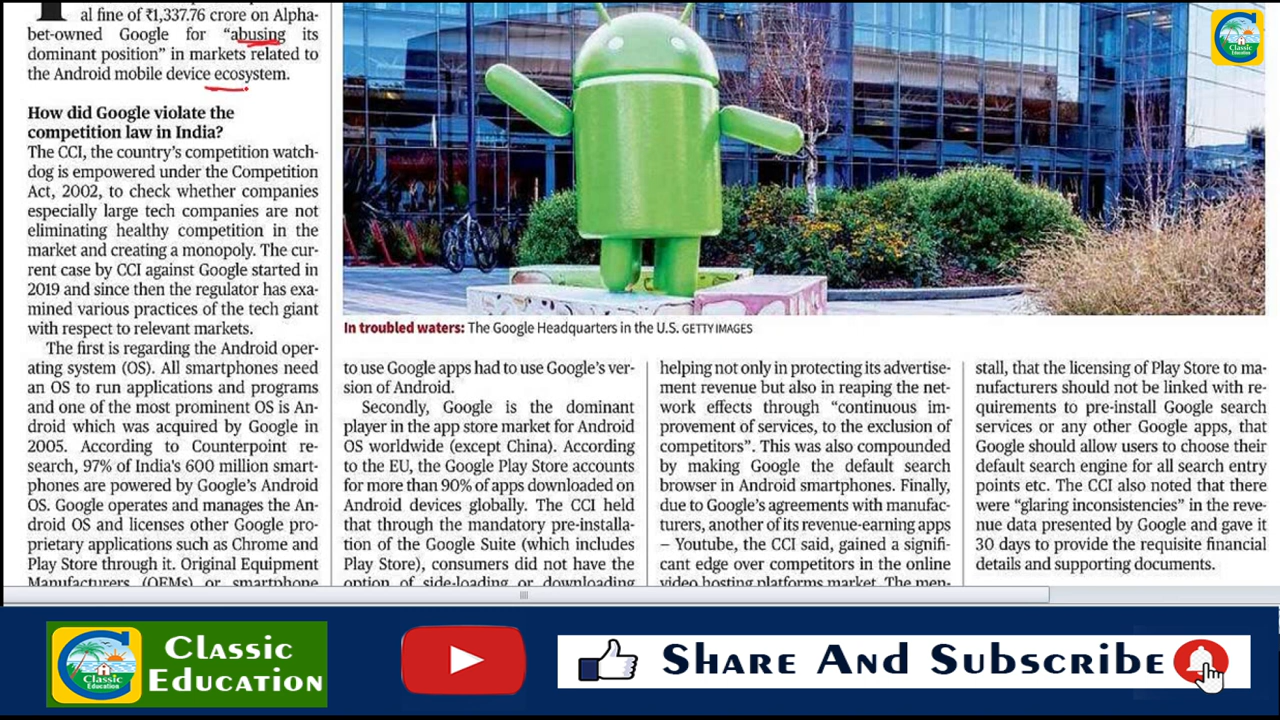 al fine of ₹1,337.76 crore on Alpha-
bet-owned Google for “abusing its
dominant position” in markets related to
the Android mobile device ecosystem.
How did Google violate the
competition law in India?
The CCI, the country’s competition watch-
dog is empowered under the Competition
Act, 2002, to check whether companies
especially large tech companies are not
eliminating healthy competition in the
market and creating a monopoly. The cur-
rent case by CCI against Google started in
2019 and since then the regulator has exa-
mined various practices of the tech giant
with respect to relevant markets.
The first is regarding the Android oper-
ating system (OS). All smartphones need
an OS to run applications and programs
and one of the most prominent OS is An-
droid which was acquired by Google in
2005. According to Counterpoint re-
search, 97% of India's 600 million smart-
phones are powered by Google’s Android
OS. Google operates and manages the An-
droid OS and licenses other Google pro-
prietary applications such as Chrome and
Play Store through it. Original Equipment
Manufacturers (OEMs) or smartphone
In troubled waters: The Google Headquarters in the U.S. GETTY IMAGES
to use Google apps had to use Google’s ver-
sion of Android.
Secondly, Google is the dominant
player in the app store market for Android
OS worldwide (except China). According
to the EU, the Google Play Store accounts
for more than 90% of apps downloaded on
Android devices globally. The CCI held
that through the mandatory pre-installa-
tion of the Google Suite (which includes
Play Store), consumers did not have the
option of side-loading or downloading
helping not only in protecting its advertise-
ment revenue but also in reaping the net-
work effects through “continuous im-
provement of services, to the exclusion of
competitors”. This was also compounded
by making Google the default search
browser in Android smartphones. Finally,
due to Google’s agreements with manufac-
turers, another of its revenue-earning apps
– Youtube, the CCI said, gained a signifi-
cant edge over competitors in the online
video hosting platforms market. The men-
stall, that the licensing of Play Store to ma-
nufacturers should not be linked with re-
quirements to pre-install Google search
services or any other Google apps, that
Google should allow users to choose their
default search engine for all search entry
points etc. The CCI also noted that there
were “glaring inconsistencies” in the reve-
nue data presented by Google and gave it
30 days to provide the requisite financial
details and supporting documents.
Classic
Education
Classic
Education
Classic
Education
Share And Subscribe